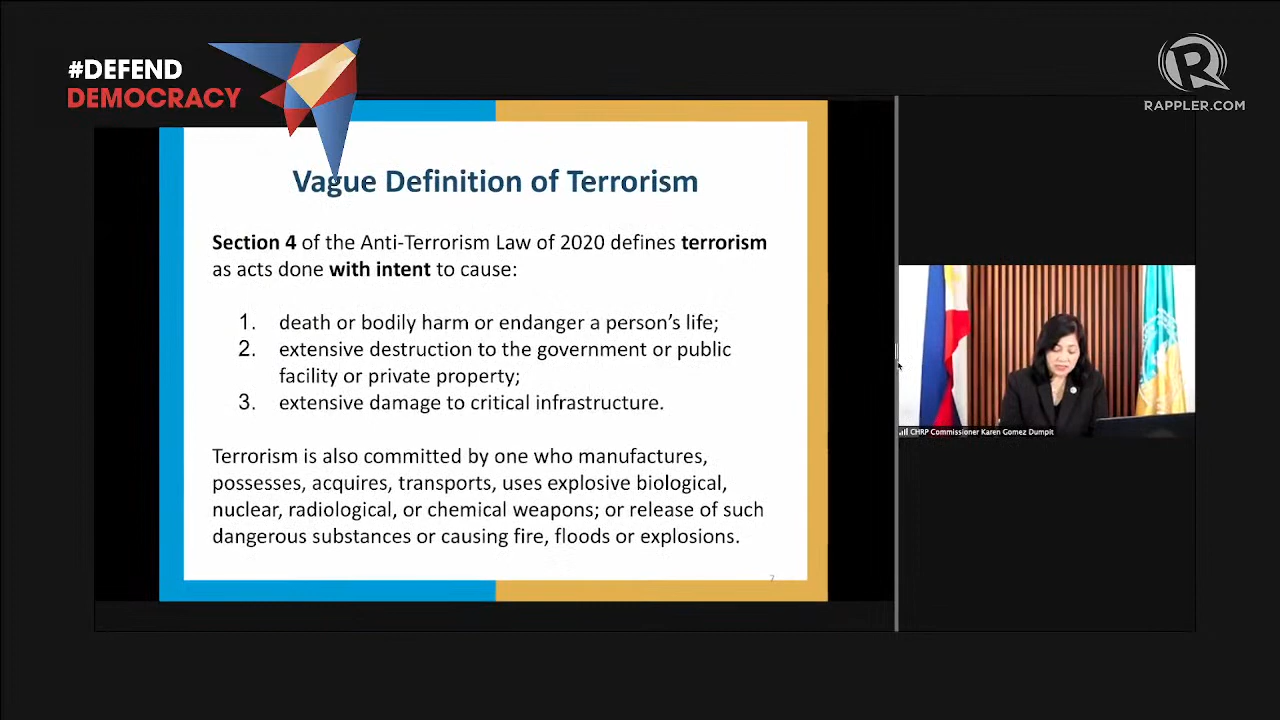 #DEFEND
DEMOCRACY
RAPPLER.COM
Vague Definition of Terrorism
Section 4 of the Anti-Terrorism Law of 2020 defines terrorism
as acts done with intent to cause:
1. death or bodily harm or endanger a person's life;
2. extensive destruction to the government or public
facility or private property;
3. extensive damage to critical infrastructure.
Terrorism is also committed by one who manufactures,
possesses, acquires, transports, uses explosive biological,
nuclear, radiological, or chemical weapons; or release of such
dangerous substances or causing fire, floods or explosions.
7
CHRP Commissioner Karen Gomez Dumpit